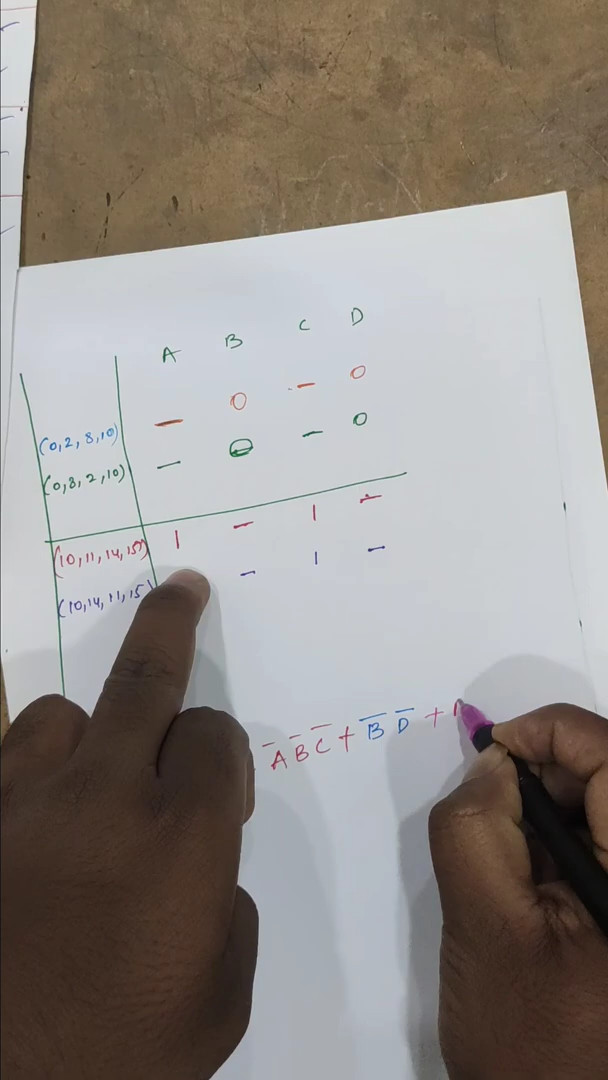 A B C D
(0,2,8,10) — 0 — 0
(0,8,2,10) — 0 — 0
(10,11,14,15) 1 — 1 —
(10,14,11,15) — 1 —
A̅ B̅ C̅ + B̅ D̅ +